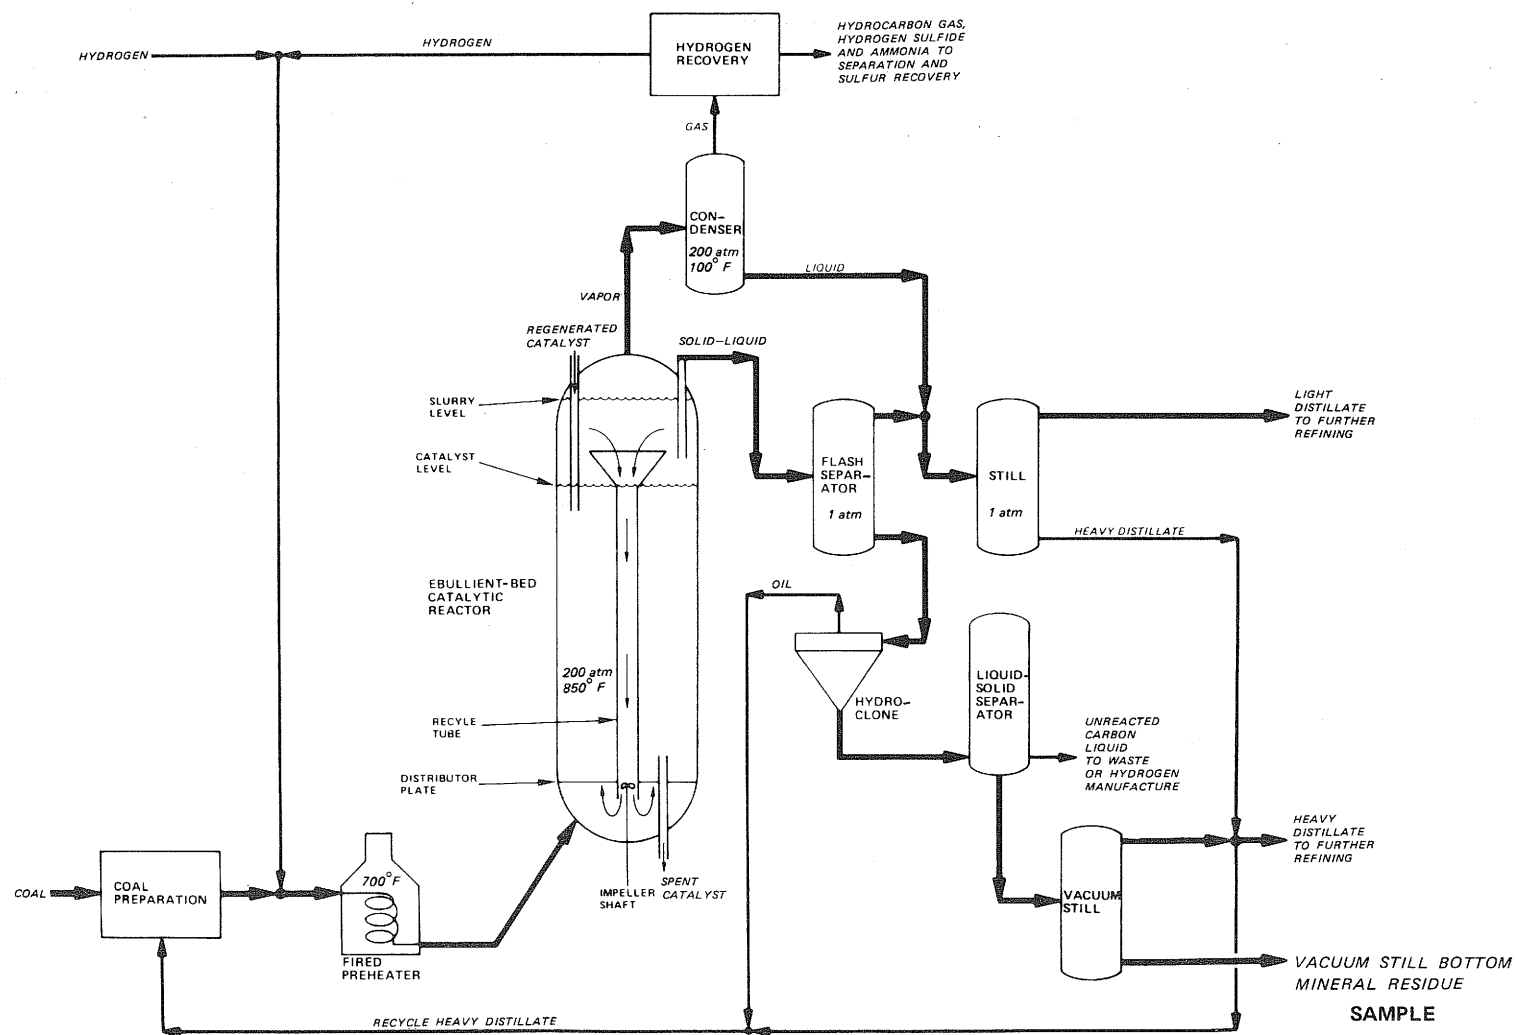 HYDROCARBON GAS,
HYDROGEN SULFIDE
AND AMMONIA TO
SEPARATION AND
SULFUR RECOVERY
HYDROGEN
HYDROGEN
HYDROGEN
RECOVERY
GAS
CON-
DENSER
200 atm
100° F
LIQUID
VAPOR
REGENERATED
CATALYST
SOLID-LIQUID
SLURRY
LEVEL
CATALYST
LEVEL
FLASH
SEPAR-
ATOR
1 atm
STILL
1 atm
LIGHT
DISTILLATE
TO FURTHER
REFINING
HEAVY DISTILLATE
EBULLIENT-BED
CATALYTIC
REACTOR
OIL
200 atm
850° F
HYDRO-
CLONE
LIQUID-
SOLID
SEPAR-
ATOR
RECYLE
TUBE
UNREACTED
CARBON
LIQUID
TO WASTE
OR HYDROGEN
MANUFACTURE
DISTRIBUTOR
PLATE
HEAVY
DISTILLATE
TO FURTHER
REFINING
COAL
COAL
PREPARATION
700°F
FIRED
PREHEATER
IMPELLER
SHAFT
SPENT
CATALYST
VACUUM
STILL
VACUUM STILL BOTTOM
MINERAL RESIDUE
SAMPLE
RECYCLE HEAVY DISTILLATE